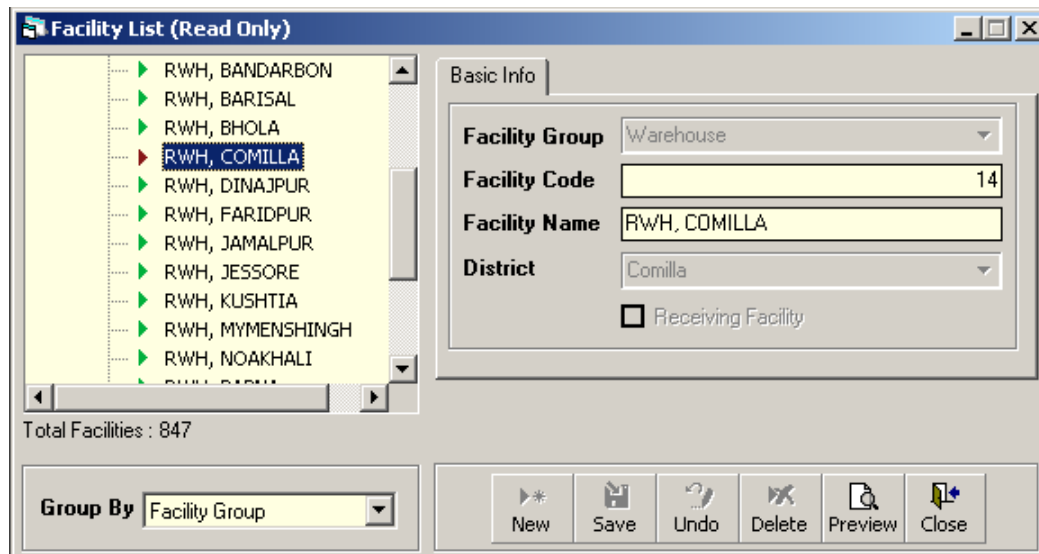 Facility List (Read Only)
RWH, BANDARBON
RWH, BARISAL
RWH, BHOLA
RWH, COMILLA
RWH, DINAJPUR
RWH, FARIDPUR
RWH, JAMALPUR
RWH, JESSORE
RWH, KUSHTIA
RWH, MYMENSHINGH
RWH, NOAKHALI
Total Facilities : 847
Group By Facility Group
Basic Info
Facility Group Warehouse
Facility Code 14
Facility Name RWH, COMILLA
District Comilla
Receiving Facility
New Save Undo Delete Preview Close